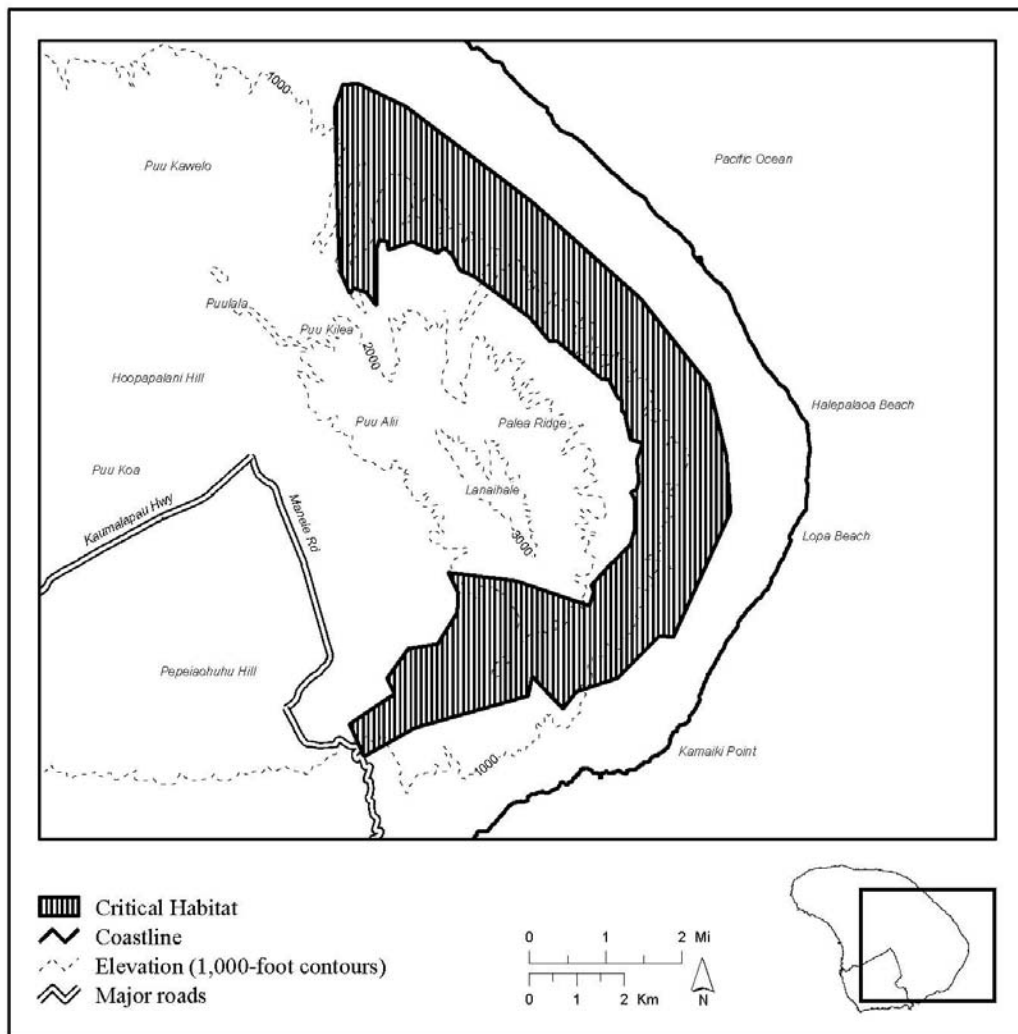 1000
Puu Kawelo
Pacific Ocean
Puulala
Puu Kilea
2000
Hoopapalani Hill
Halepalaoa Beach
Puu Alii
Palea Ridge
Puu Koa
Lanaihale
Kaumalapau Hwy
Manele Rd
3000
Lopa Beach
Pepeiaohuhu Hill
Kamaiki Point
1000
Critical Habitat
Coastline
Elevation (1,000-foot contours)
Major roads
0 1 2 Mi
0 1 2 Km
N